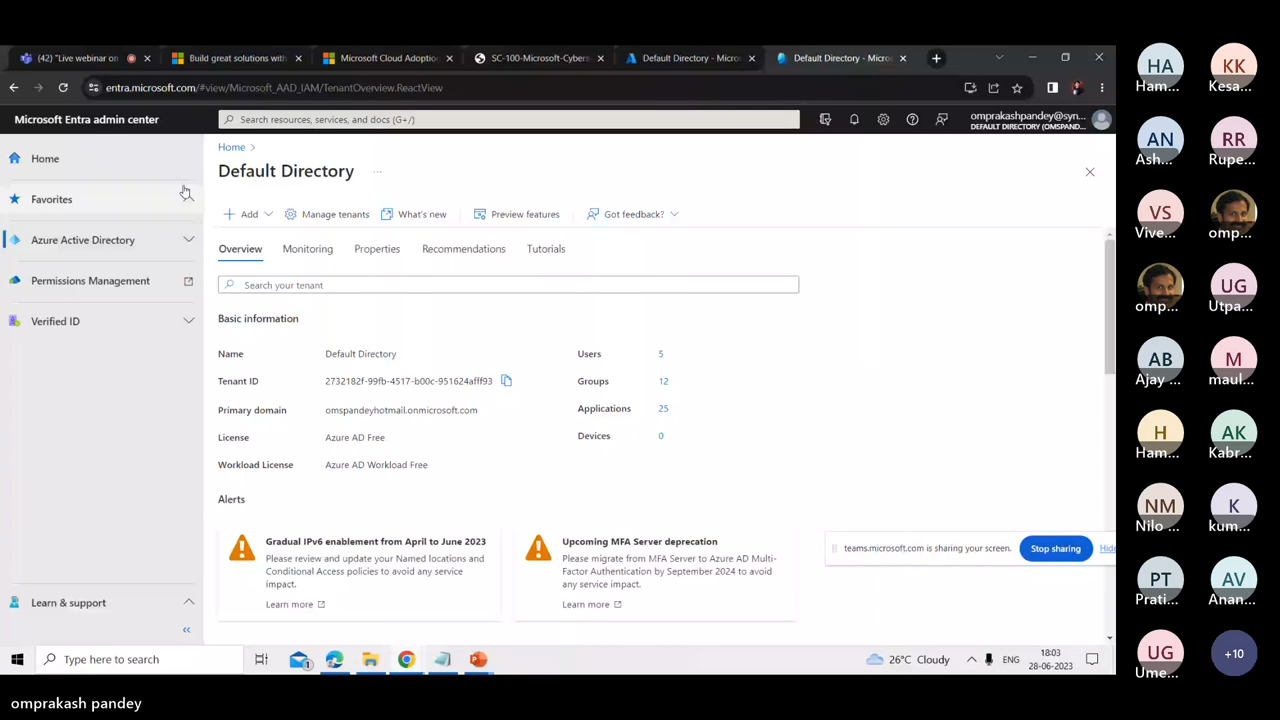 (42) "Live webinar on
Build great solutions with
Microsoft Cloud Adoptio
SC-100-Microsoft-Cybers
Default Directory - Micro
Default Directory - Micros
entra.microsoft.com/#view/Microsoft_AAD_IAM/TenantOverview.ReactView
Microsoft Entra admin center
Search resources, services, and docs (G+/)
omprakashpandey@syn...
DEFAULT DIRECTORY (OMSPAND...
Home
Favorites
Azure Active Directory
Permissions Management
Verified ID
Learn & support
Home
Default Directory
...
Add
Manage tenants
What's new
Preview features
Got feedback?
Overview
Monitoring
Properties
Recommendations
Tutorials
Search your tenant
Basic information
Name
Default Directory
Users
5
Tenant ID
2732182f-99fb-4517-b00c-951624afff93
Groups
12
Primary domain
omspandeyhotmail.onmicrosoft.com
Applications
25
License
Azure AD Free
Devices
0
Workload License
Azure AD Workload Free
Alerts
Gradual IPv6 enablement from April to June 2023
Please review and update your Named locations and
Conditional Access policies to avoid any service
impact.
Learn more
Upcoming MFA Server deprecation
Please migrate from MFA Server to Azure AD Multi-
Factor Authentication by September 2024 to avoid
any service impact.
Learn more
teams.microsoft.com is sharing your screen.
Stop sharing
Hide
Type here to search
1
26°C Cloudy
ENG
18:03
28-06-2023
HA
Ham...
KK
Kesa...
AN
Ash...
RR
Rupe...
VS
Vive...
omp...
omp...
UG
Utpa...
AB
Ajay ...
M
maul...
H
Ham...
AK
Kabr...
NM
Nilo ...
K
kum...
PT
Prati...
AV
Anan...
UG
Ume...
+10
omprakash pandey